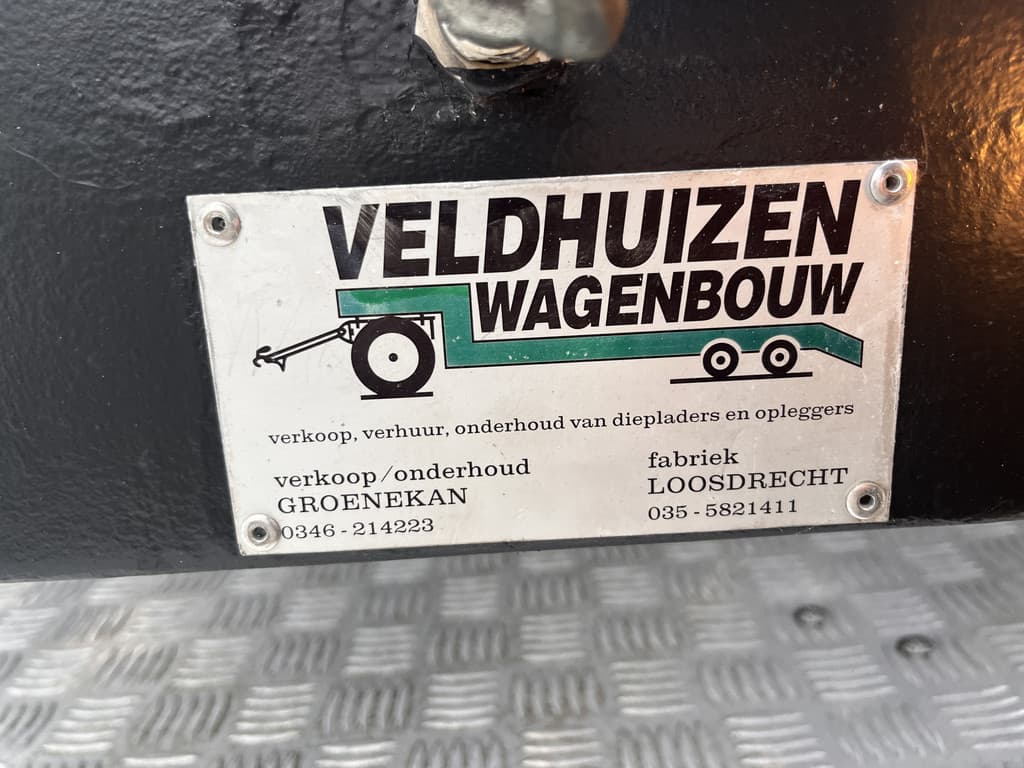 VELDHUIZEN
WAGENBOUW
verkoop, verhuur, onderhoud van diepladers en opleggers
verkoop/onderhoud
GROENEKAN
0346 - 214223
fabriek
LOOSDRECHT
035 - 5821411